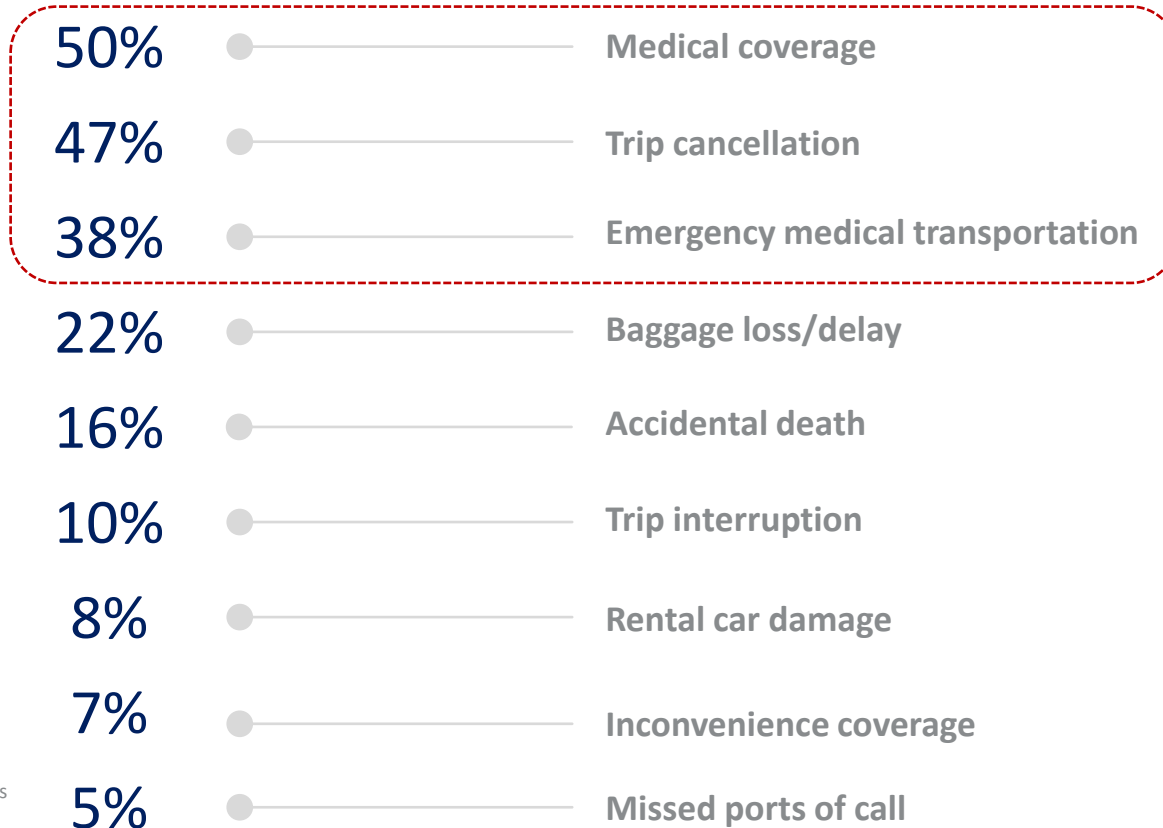 50% Medical coverage
47% Trip cancellation
38% Emergency medical transportation
22% Baggage loss/delay
16% Accidental death
10% Trip interruption
8% Rental car damage
7% Inconvenience coverage
s
5% Missed ports of call